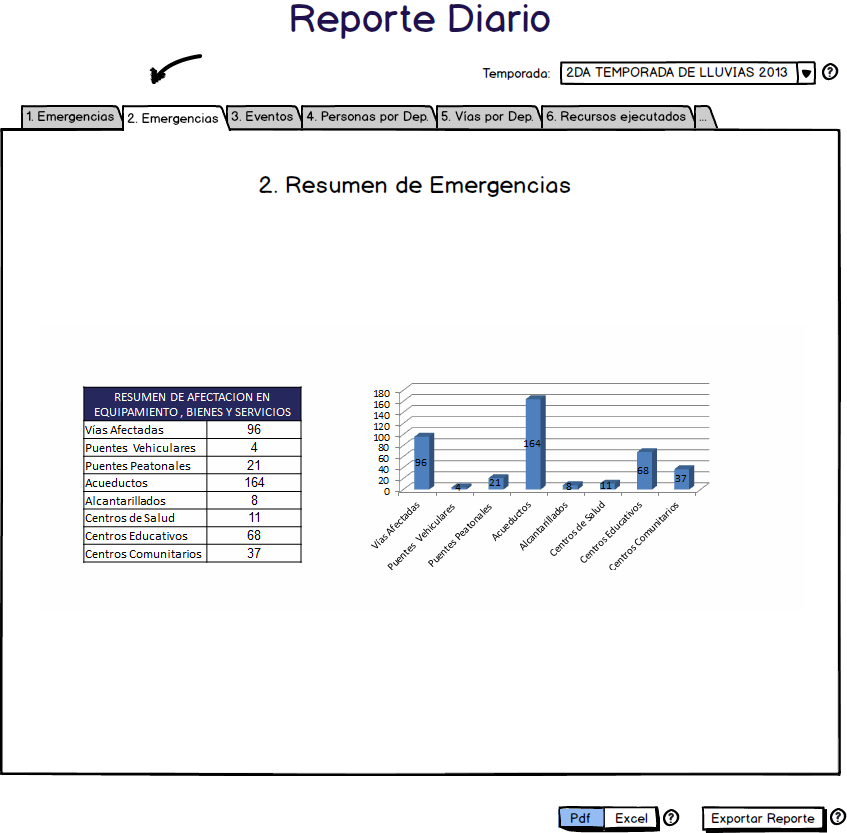 Reporte Diario
Temporada: 2DA TEMPORADA DE LLUVIAS 2013 ?
1. Emergencias 2. Emergencias 3. Eventos 4. Personas por Dep. 5. Vías por Dep. 6. Recursos ejecutados ...
2. Resumen de Emergencias
RESUMEN DE AFECTACION EN
EQUIPAMIENTO , BIENES Y SERVICIOS
Vías Afectadas 96
Puentes Vehiculares 4
Puentes Peatonales 21
Acueductos 164
Alcantarillados 8
Centros de Salud 11
Centros Educativos 68
Centros Comunitarios 37
180
160
140
120
100
80
60
40
20
0
96
4
21
164
8
11
68
37
Vías Afectadas
Puentes Vehiculares
Puentes Peatonales
Acueductos
Alcantarillados
Centros de Salud
Centros Educativos
Centros Comunitarios
Pdf Excel ? Exportar Reporte ?